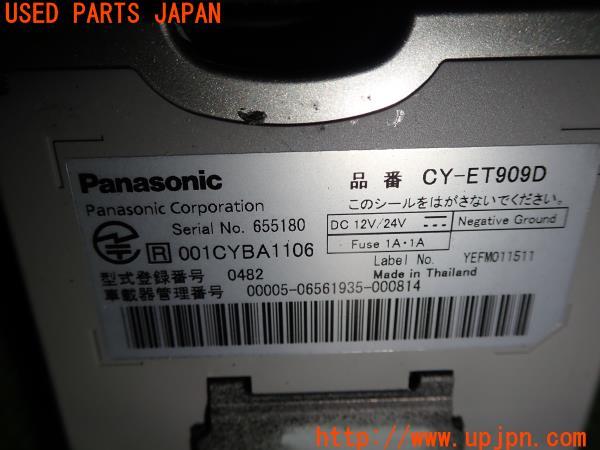 USED PARTS JAPAN
Panasonic
品番 CY-ET909D
Panasonic Corporation
このシールをはがさないでください。
Serial No. 655180
DC 12V/24V
Negative Ground
R 001CYBA1106
Fuse 1A・1A
Label No. YEFM011511
型式登録番号 0482
Made in Thailand
車載器管理番号 00005-06561935-000814
http://www.upjpn.com